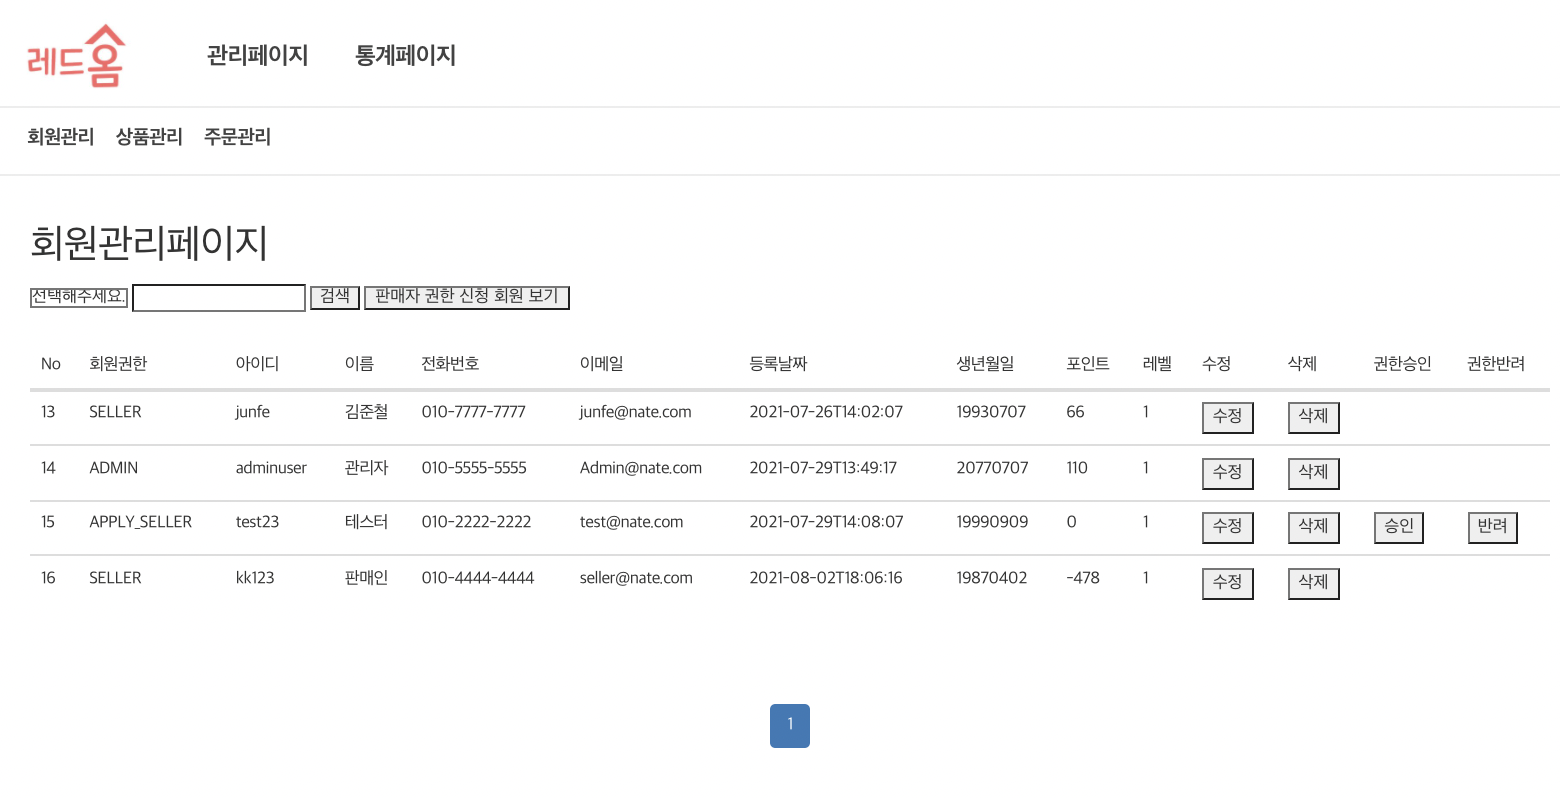 레드홈 관리페이지 통계페이지
회원관리 상품관리 주문관리
회원관리페이지
선택해주세요. 검색 판매자 권한 신청 회원 보기
No 회원권한 아이디 이름 전화번호 이메일 등록날짜 생년월일 포인트 레벨 수정 삭제 권한승인 권한반려
13 SELLER junfe 김준철 010-7777-7777 junfe@nate.com 2021-07-26T14:02:07 19930707 66 1 수정 삭제
14 ADMIN adminuser 관리자 010-5555-5555 Admin@nate.com 2021-07-29T13:49:17 20770707 110 1 수정 삭제
15 APPLY_SELLER test23 테스터 010-2222-2222 test@nate.com 2021-07-29T14:08:07 19990909 0 1 수정 삭제 승인 반려
16 SELLER kk123 판매인 010-4444-4444 seller@nate.com 2021-08-02T18:06:16 19870402 -478 1 수정 삭제
1